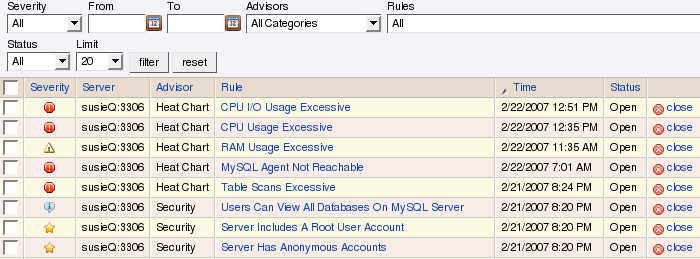 Severity From To Advisors Rules
All 12 12 All Categories All
Status Limit
All 20 filter reset
Severity Server Advisor Rule Time Status
susieQ:3306 Heat Chart CPU I/O Usage Excessive 2/22/2007 12:51 PM Open close
susieQ:3306 Heat Chart CPU Usage Excessive 2/22/2007 12:35 PM Open close
susieQ:3306 Heat Chart RAM Usage Excessive 2/22/2007 11:35 AM Open close
susieQ:3306 Heat Chart MySQL Agent Not Reachable 2/22/2007 7:01 AM Open close
susieQ:3306 Heat Chart Table Scans Excessive 2/21/2007 8:24 PM Open close
susieQ:3306 Security Users Can View All Databases On MySQL Server 2/21/2007 8:20 PM Open close
susieQ:3306 Security Server Includes A Root User Account 2/21/2007 8:20 PM Open close
susieQ:3306 Security Server Has Anonymous Accounts 2/21/2007 8:20 PM Open close